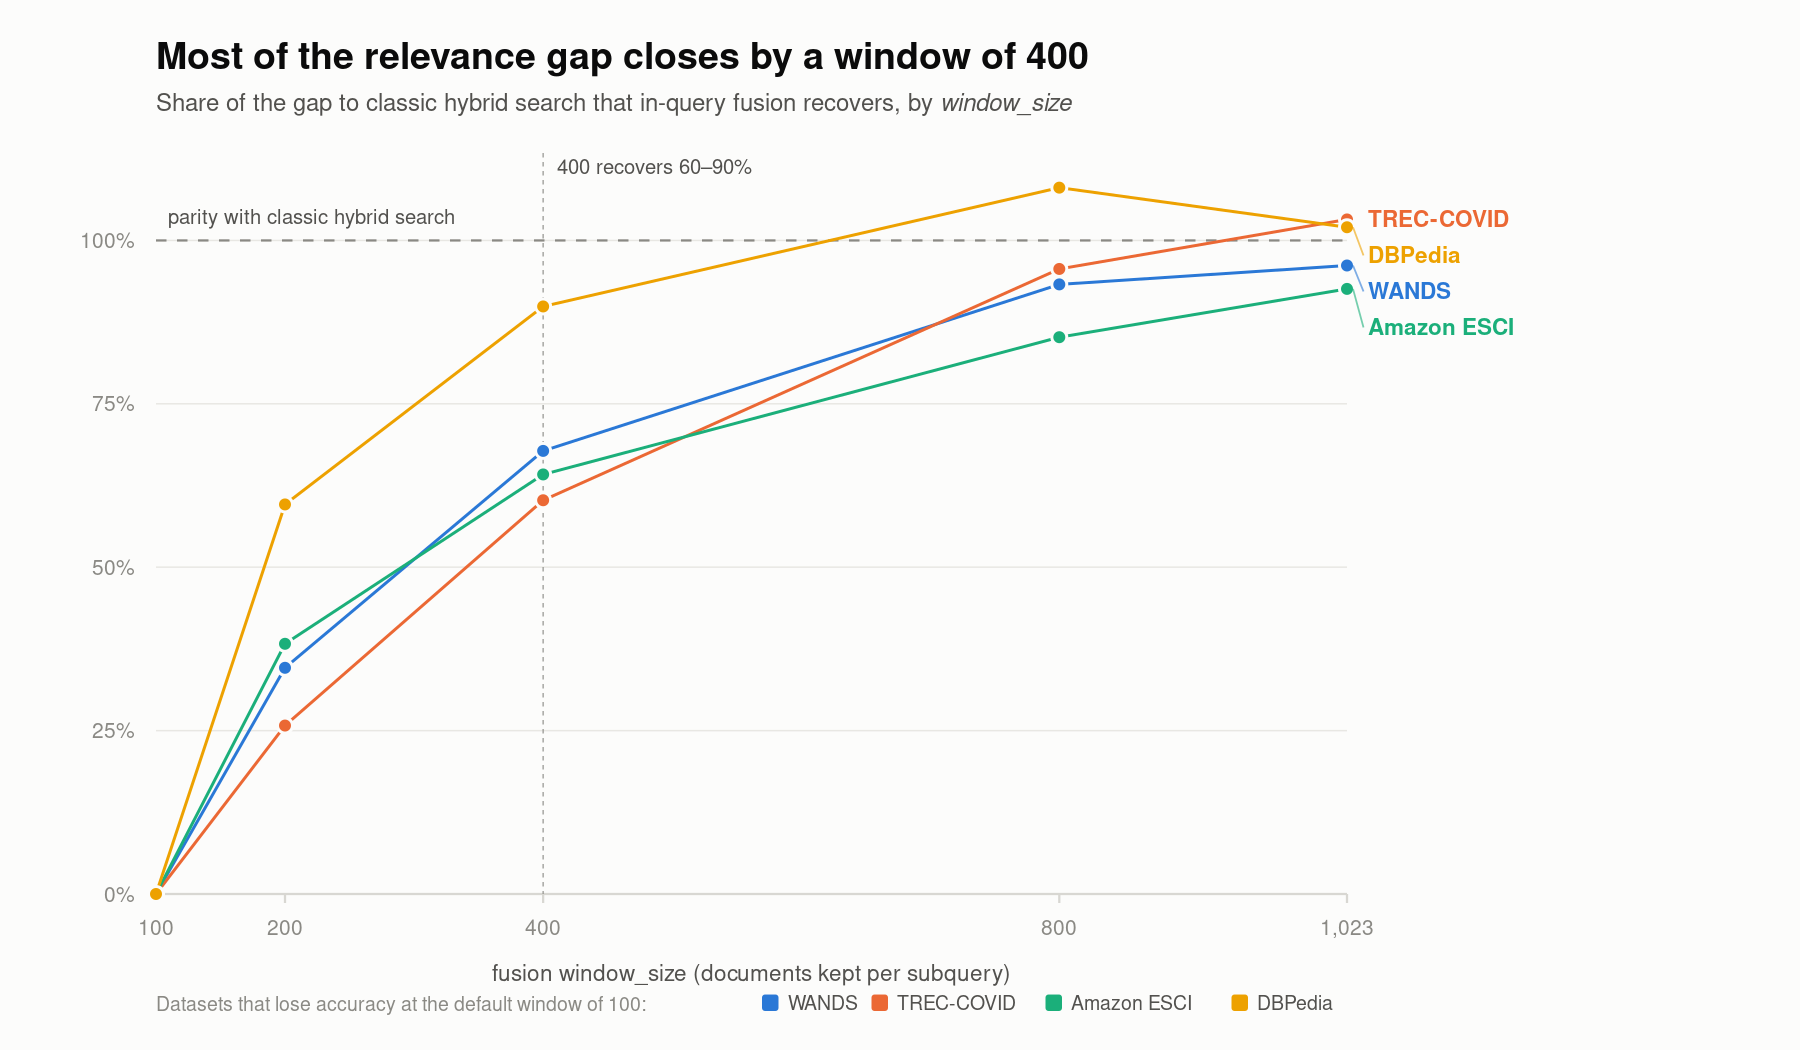 Most of the relevance gap closes by a window of 400
Share of the gap to classic hybrid search that in-query fusion recovers, by window_size
400 recovers 60–90%
parity with classic hybrid search
100%
75%
50%
25%
0%
TREC-COVID
DBPedia
WANDS
Amazon ESCI
100 200 400 800 1,023
fusion window_size (documents kept per subquery)
Datasets that lose accuracy at the default window of 100: WANDS TREC-COVID Amazon ESCI DBPedia